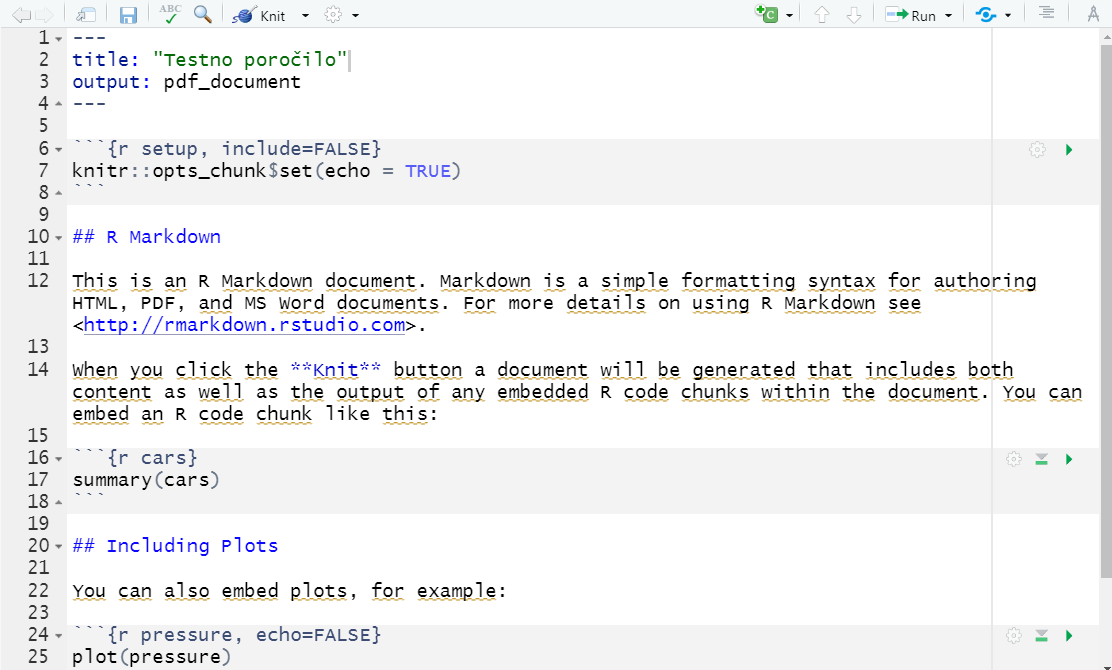 ABC Knit C Run
1 ---
2 title: "Testno poročilo"
3 output: pdf_document
4 ---
5
6 ```{r setup, include=FALSE}
7 knitr::opts_chunk$set(echo = TRUE)
8 ```
9
10 ## R Markdown
11
12 This is an R Markdown document. Markdown is a simple formatting syntax for authoring
HTML, PDF, and MS Word documents. For more details on using R Markdown see
<http://rmarkdown.rstudio.com>.
13
14 When you click the **Knit** button a document will be generated that includes both
content as well as the output of any embedded R code chunks within the document. You can
embed an R code chunk like this:
15
16 ```{r cars}
17 summary(cars)
18 ```
19
20 ## Including Plots
21
22 You can also embed plots, for example:
23
24 ```{r pressure, echo=FALSE}
25 plot(pressure)